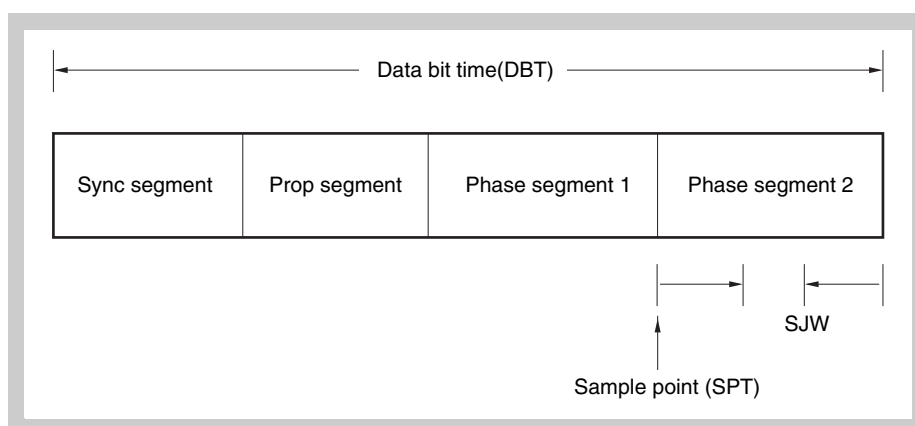 Data bit time(DBT)
Sync segment
Prop segment
Phase segment 1
Phase segment 2
SJW
Sample point (SPT)